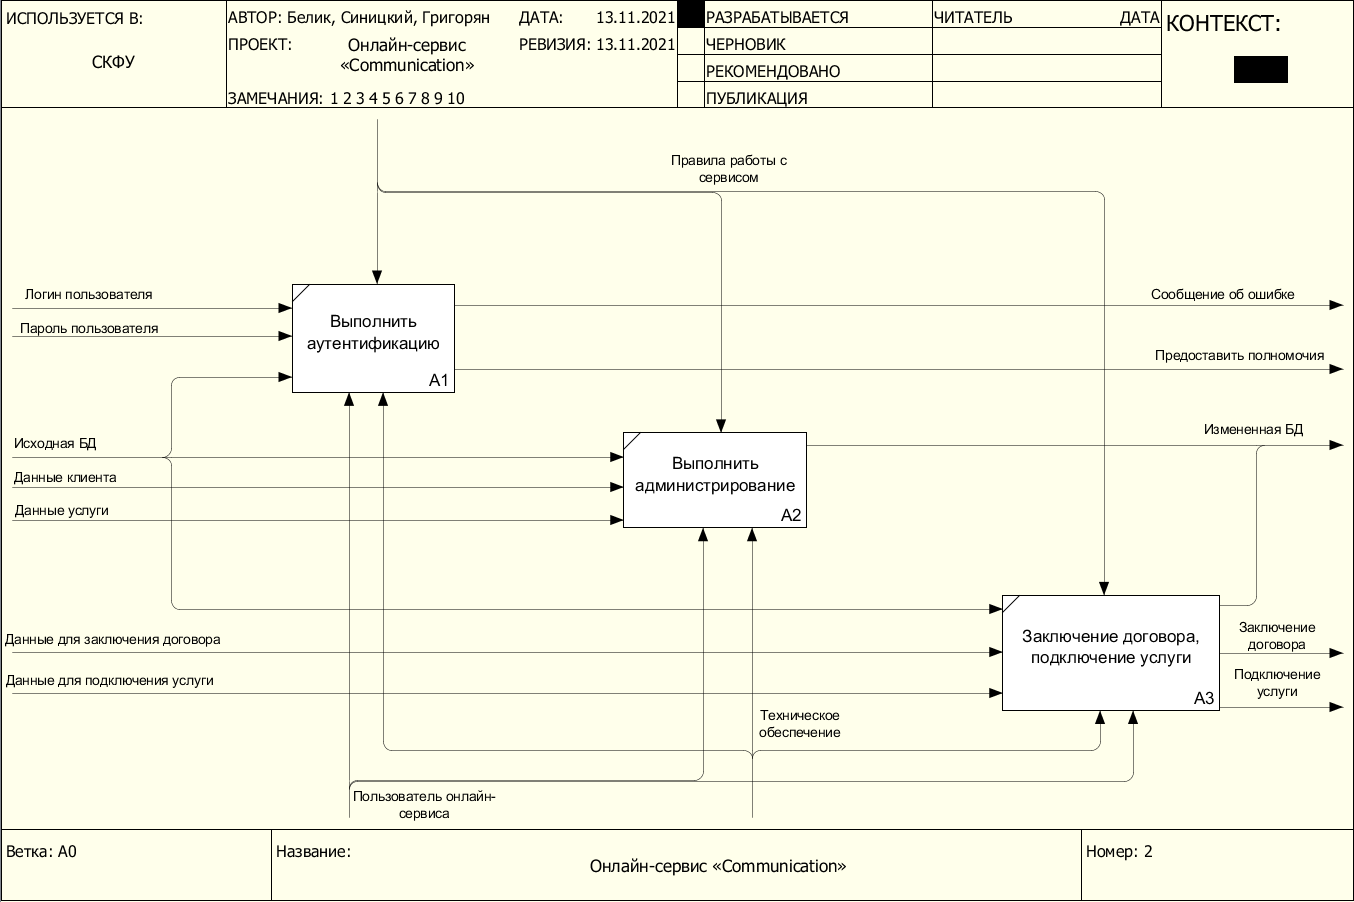 ИСПОЛЬЗУЕТСЯ В:
СКФУ
АВТОР: Белик, Синицкий, Григорян
ДАТА: 13.11.2021
ПРОЕКТ: Онлайн-сервис
«Communication»
РЕВИЗИЯ: 13.11.2021
ЗАМЕЧАНИЯ: 1 2 3 4 5 6 7 8 9 10
РАЗРАБАТЫВАЕТСЯ
ЧЕРНОВИК
РЕКОМЕНДОВАНО
ПУБЛИКАЦИЯ
ЧИТАТЕЛЬ
ДАТА
КОНТЕКСТ:
Правила работы с
сервисом
Логин пользователя
Пароль пользователя
Выполнить
аутентификацию
A1
Сообщение об ошибке
Предоставить полномочия
Исходная БД
Данные клиента
Данные услуги
Выполнить
администрирование
A2
Измененная БД
Данные для заключения договора
Данные для подключения услуги
Заключение договора,
подключение услуги
A3
Заключение
договора
Подключение
услуги
Техническое
обеспечение
Пользователь онлайн-
сервиса
Ветка: A0
Название:
Онлайн-сервис «Communication»
Номер: 2